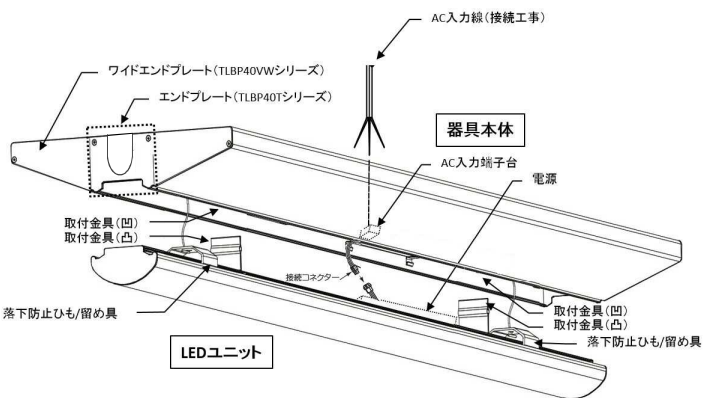 AC入力線(接続工事)
ワイドエンドプレート(TLBP40VWシリーズ)
エンドプレート(TLBP40Tシリーズ)
器具本体
AC入力端子台
電源
取付金具(凹)
取付金具(凸)
接続コネクター
落下防止ひも/留め具
取付金具(凹)
取付金具(凸)
落下防止ひも/留め具
LEDユニット